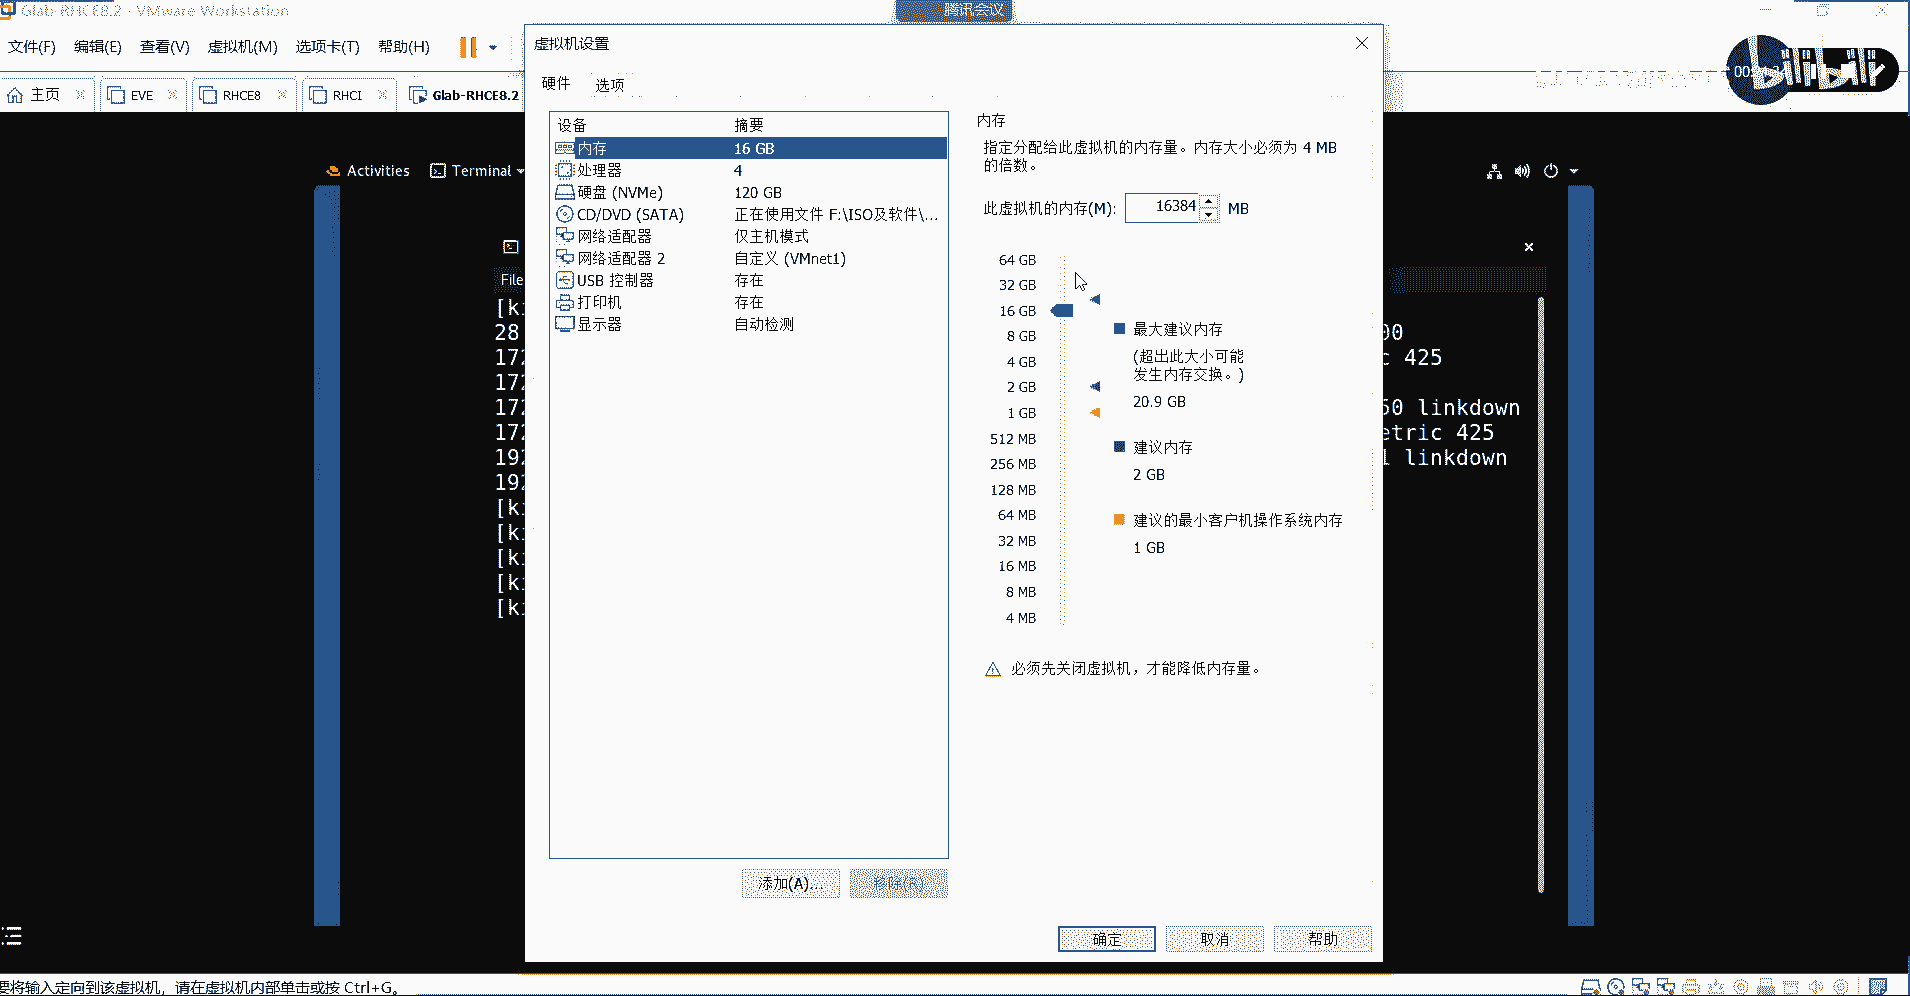 Glab-RHCE8.2 - VMware Workstation
腾讯会议
文件(F) 编辑(E) 查看(V) 虚拟机(M) 选项卡(T) 帮助(H)
主页 EVE RHCE8 RHCI Glab-RHCE8.2
bilibili
虚拟机设置
硬件 选项
设备 摘要
内存 16 GB
处理器 4
硬盘 (NVMe) 120 GB
CD/DVD (SATA) 正在使用文件 F:\ISO及软件\...
网络适配器 仅主机模式
网络适配器 2 自定义 (VMnet1)
USB 控制器 存在
打印机 存在
显示器 自动检测
添加(A)... 移除(R)
内存
指定分配给此虚拟机的内存量。内存大小必须为 4 MB
的倍数。
此虚拟机的内存(M): 16384 MB
64 GB
32 GB
16 GB
8 GB
4 GB
2 GB
1 GB
512 MB
256 MB
128 MB
64 MB
32 MB
16 MB
8 MB
4 MB
最大建议内存
(超出此大小可能
发生内存交换。)
20.9 GB
建议内存
2 GB
建议的最小客户机操作系统内存
1 GB
必须先关闭虚拟机，才能降低内存量。
确定 取消 帮助
Activities Terminal
File
[ki
28 00
172 c 425
172
172 50 linkdown
172 etric 425
192 1 linkdown
192
[ki
[ki
[ki
[ki
[ki
要将输入定向到该虚拟机，请在虚拟机内部单击或按 Ctrl+G。